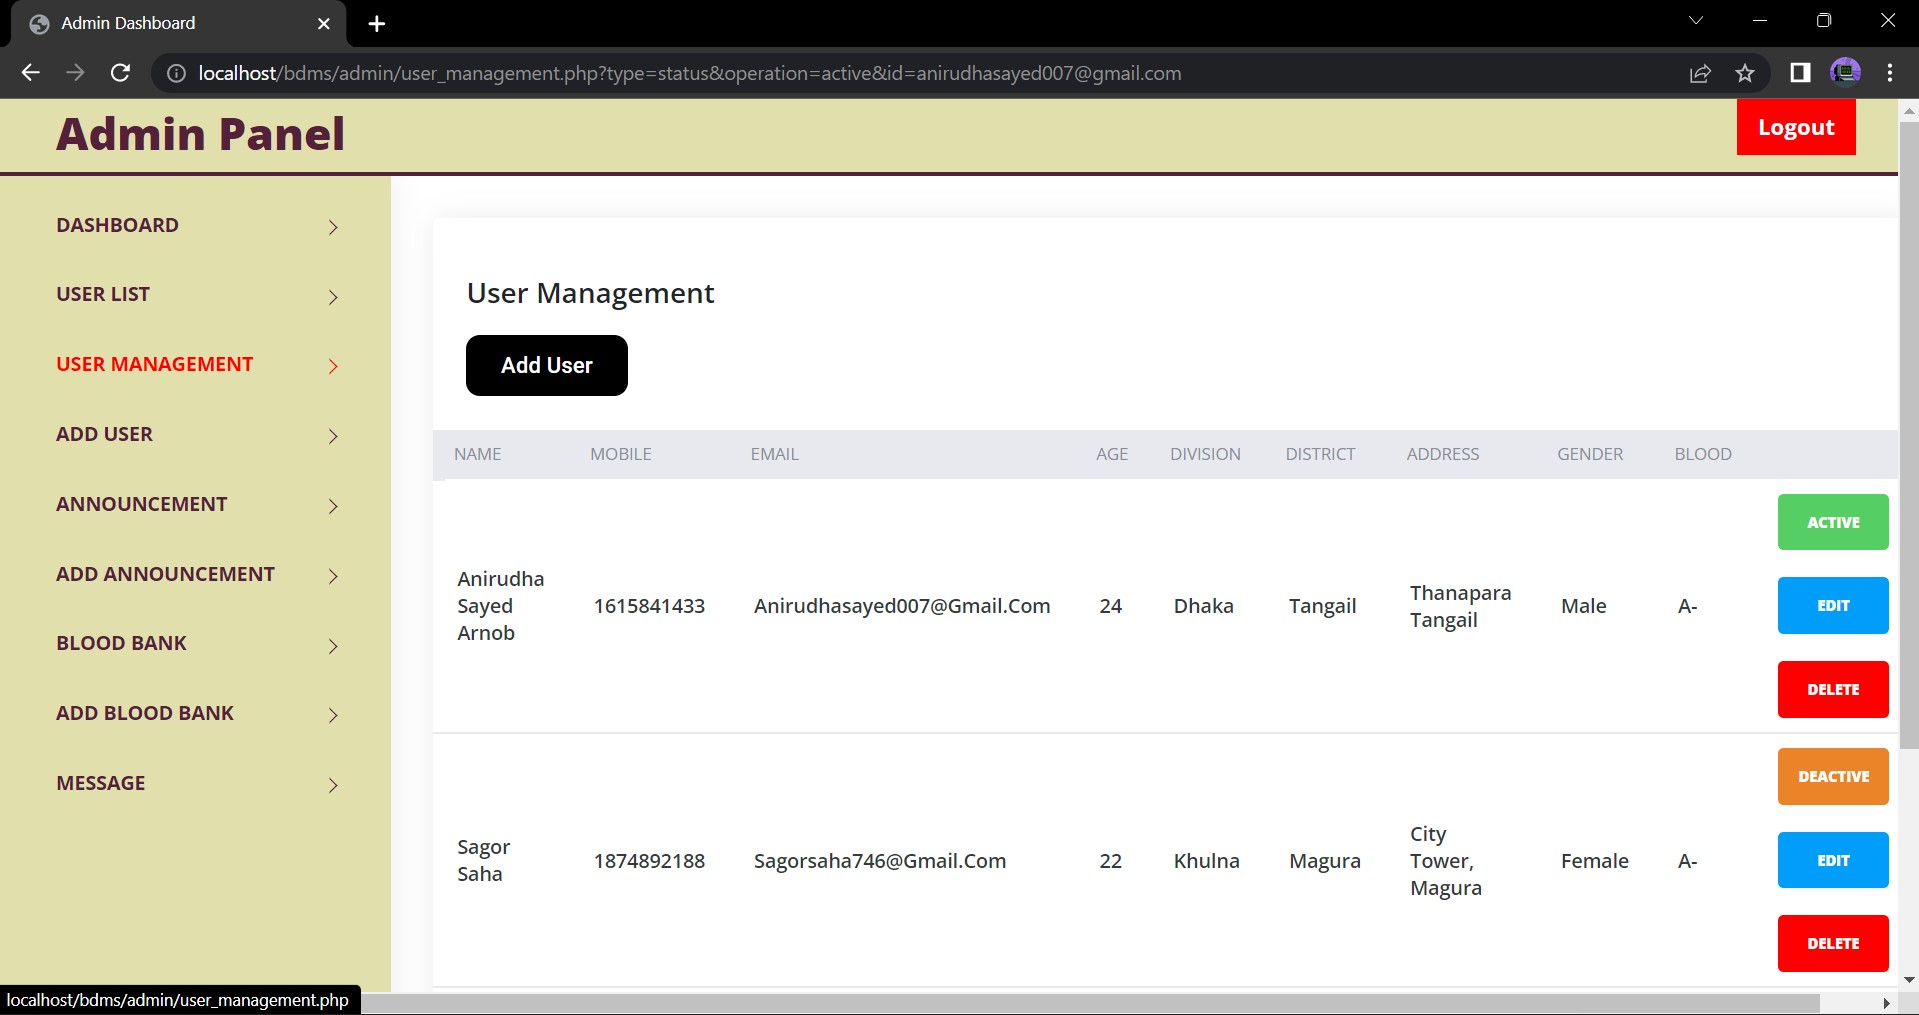 Admin Dashboard
localhost/bdms/admin/user_management.php?type=status&operation=active&id=anirudhasayed007@gmail.com
Admin Panel
Logout
DASHBOARD
USER LIST
USER MANAGEMENT
ADD USER
ANNOUNCEMENT
ADD ANNOUNCEMENT
BLOOD BANK
ADD BLOOD BANK
MESSAGE
User Management
Add User
NAME MOBILE EMAIL AGE DIVISION DISTRICT ADDRESS GENDER BLOOD
Anirudha
Sayed
Arnob
1615841433
Anirudhasayed007@Gmail.Com
24
Dhaka
Tangail
Thanapara
Tangail
Male
A-
ACTIVE
EDIT
DELETE
Sagor
Saha
1874892188
Sagorsaha746@Gmail.Com
22
Khulna
Magura
City
Tower,
Magura
Female
A-
DEACTIVE
EDIT
DELETE
localhost/bdms/admin/user_management.php